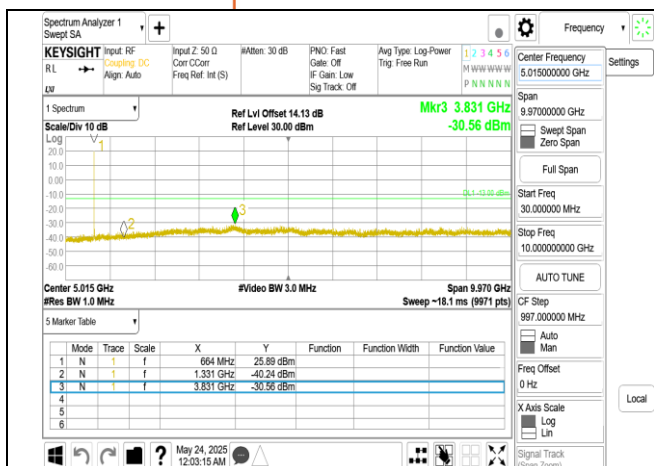 Spectrum Analyzer 1
Swept SA
+
Frequency
Settings
KEYSIGHT
RL
LXI
Input: RF
Coupling: DC
Align: Auto
Input Z: 50 Ω
Corr CCorr
Freq Ref: Int (S)
#Atten: 30 dB
PNO: Fast
Gate: Off
IF Gain: Low
Sig Track: Off
Avg Type: Log-Power
Trig: Free Run
1 2 3 4 5 6
M W W W W W
P N N N N N
1 Spectrum
Scale/Div 10 dB
Ref Lvl Offset 14.13 dB
Ref Level 30.00 dBm
Mkr3 3.831 GHz
-30.56 dBm
Log
20.0
10.0
0.00
-10.0
-20.0
-30.0
-40.0
-50.0
-60.0
1
2
3
DL1 -13.00 dBm
Center 5.015 GHz
#Res BW 1.0 MHz
#Video BW 3.0 MHz
Span 9.970 GHz
Sweep ~18.1 ms (9971 pts)
5 Marker Table
Mode Trace Scale X Y Function Function Width Function Value
1 N 1 f 664 MHz 25.89 dBm
2 N 1 f 1.331 GHz -40.24 dBm
3 N 1 f 3.831 GHz -30.56 dBm
4
5
6
?
May 24, 2025
12:03:15 AM
Center Frequency
5.015000000 GHz
Span
9.97000000 GHz
Swept Span
Zero Span
Full Span
Start Freq
30.000000 MHz
Stop Freq
10.000000000 GHz
AUTO TUNE
CF Step
997.000000 MHz
Auto
Man
Freq Offset
0 Hz
X Axis Scale
Log
Lin
Signal Track
(Span Zoom)
Local